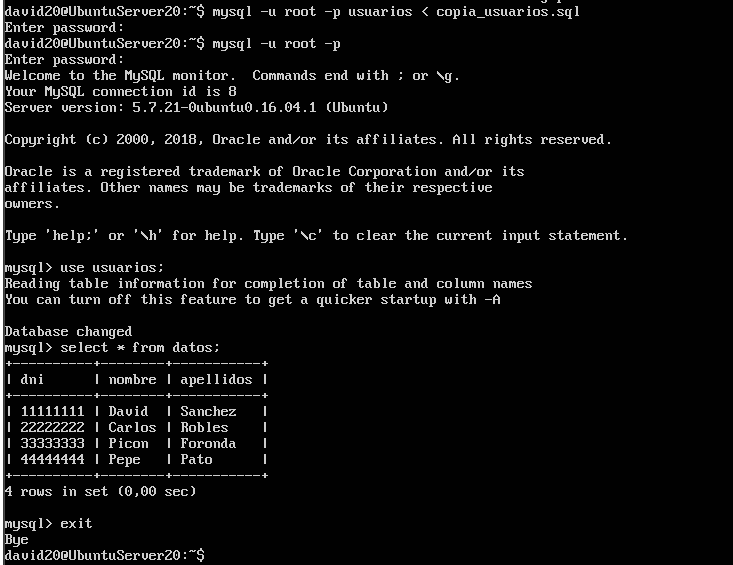 david20@UbuntuServer20:~$ mysql -u root -p usuarios < copia_usuarios.sql
Enter password:
david20@UbuntuServer20:~$ mysql -u root -p
Enter password:
Welcome to the MySQL monitor.  Commands end with ; or \g.
Your MySQL connection id is 8
Server version: 5.7.21-0ubuntu0.16.04.1 (Ubuntu)
Copyright (c) 2000, 2018, Oracle and/or its affiliates. All rights reserved.
Oracle is a registered trademark of Oracle Corporation and/or its
affiliates. Other names may be trademarks of their respective
owners.
Type 'help;' or '\h' for help. Type '\c' to clear the current input statement.
mysql> use usuarios;
Reading table information for completion of table and column names
You can turn off this feature to get a quicker startup with -A
Database changed
mysql> select * from datos;
+----------+--------+-----------+
| dni      | nombre | apellidos |
+----------+--------+-----------+
| 11111111 | David  | Sanchez   |
| 22222222 | Carlos | Robles    |
| 33333333 | Picon  | Foronda   |
| 44444444 | Pepe   | Pato      |
+----------+--------+-----------+
4 rows in set (0,00 sec)
mysql> exit
Bye
david20@UbuntuServer20:~$